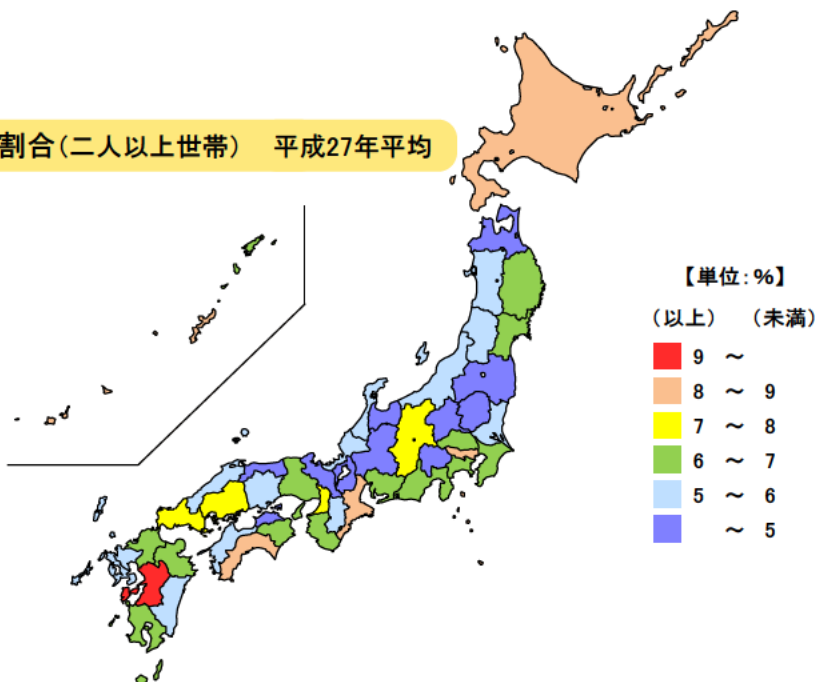 割合(二人以上世帯) 平成27年平均
【単位:%】
(以上) (未満)
9 ～
8 ～ 9
7 ～ 8
6 ～ 7
5 ～ 6
～ 5